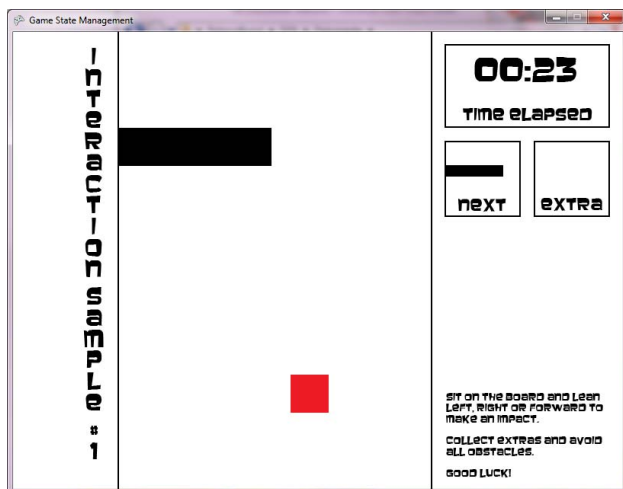 Game State Management
Interaction Sample #1
00:23
Time elapsed
next
extra
Sit on the board and lean
left, right or forward to
make an impact.
Collect extras and avoid
all obstacles.
Good luck!